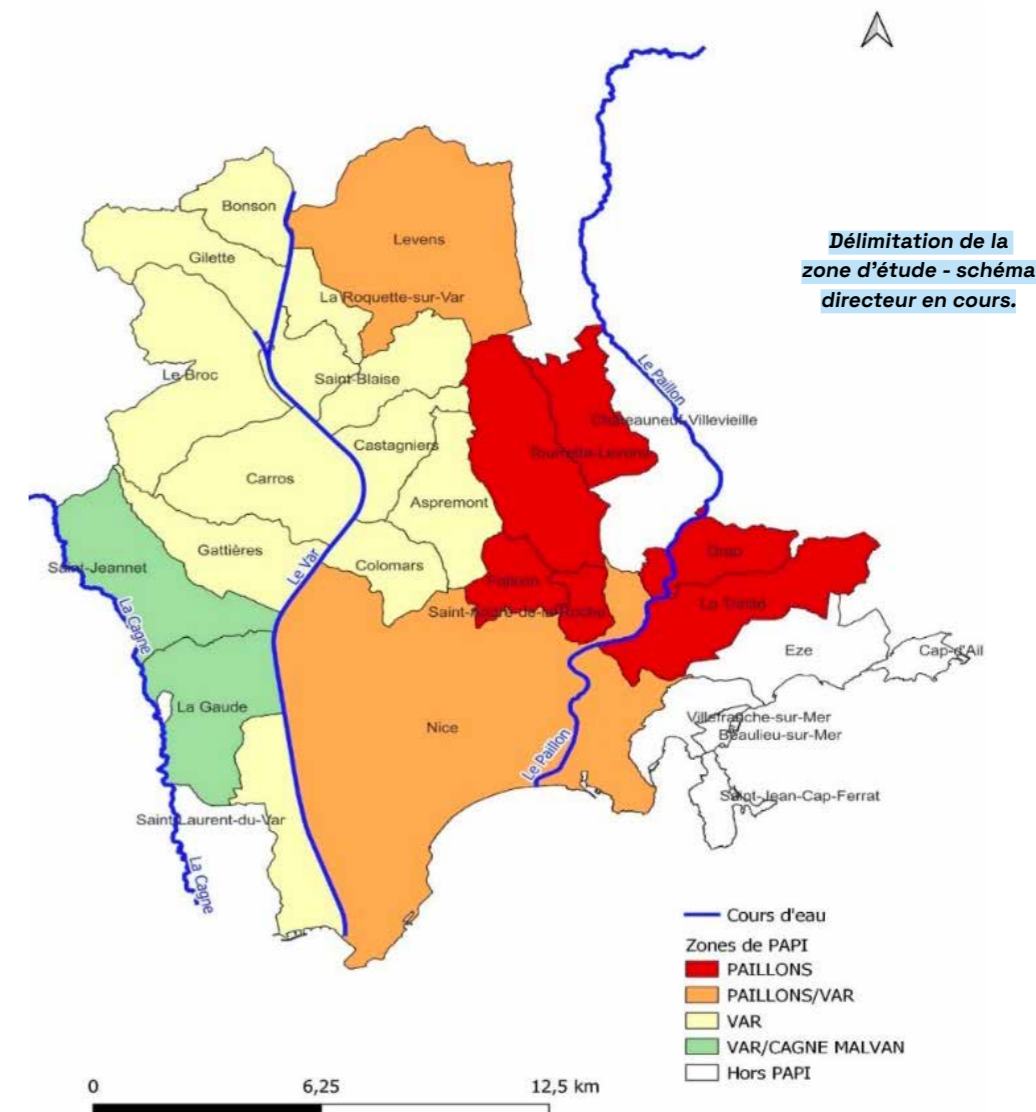 Délimitation de la
zone d'étude - schéma
directeur en cours.
Bonson
Levens
Gilette
La Roquette-sur-Var
Le Broc
Saint-Blaise
Le Paillon
Châteauneuf-Villevieille
Castagniers
Tourrette-Levens
Carros
Aspremont
Gattières
Le Var
Colomars
Drap
Saint-Jeannet
Falicon
La Trinité
La Cagne
Saint-André-de-la-Roche
Eze
Cap-d'Ail
La Gaude
Nice
Villefranche-sur-Mer
Beaulieu-sur-Mer
Le Paillon
Saint-Jean-Cap-Ferrat
Saint-Laurent-du-Var
La Cagne
Cours d'eau
Zones de PAPI
PAILLONS
PAILLONS/VAR
VAR
VAR/CAGNE MALVAN
Hors PAPI
0 6,25 12,5 km